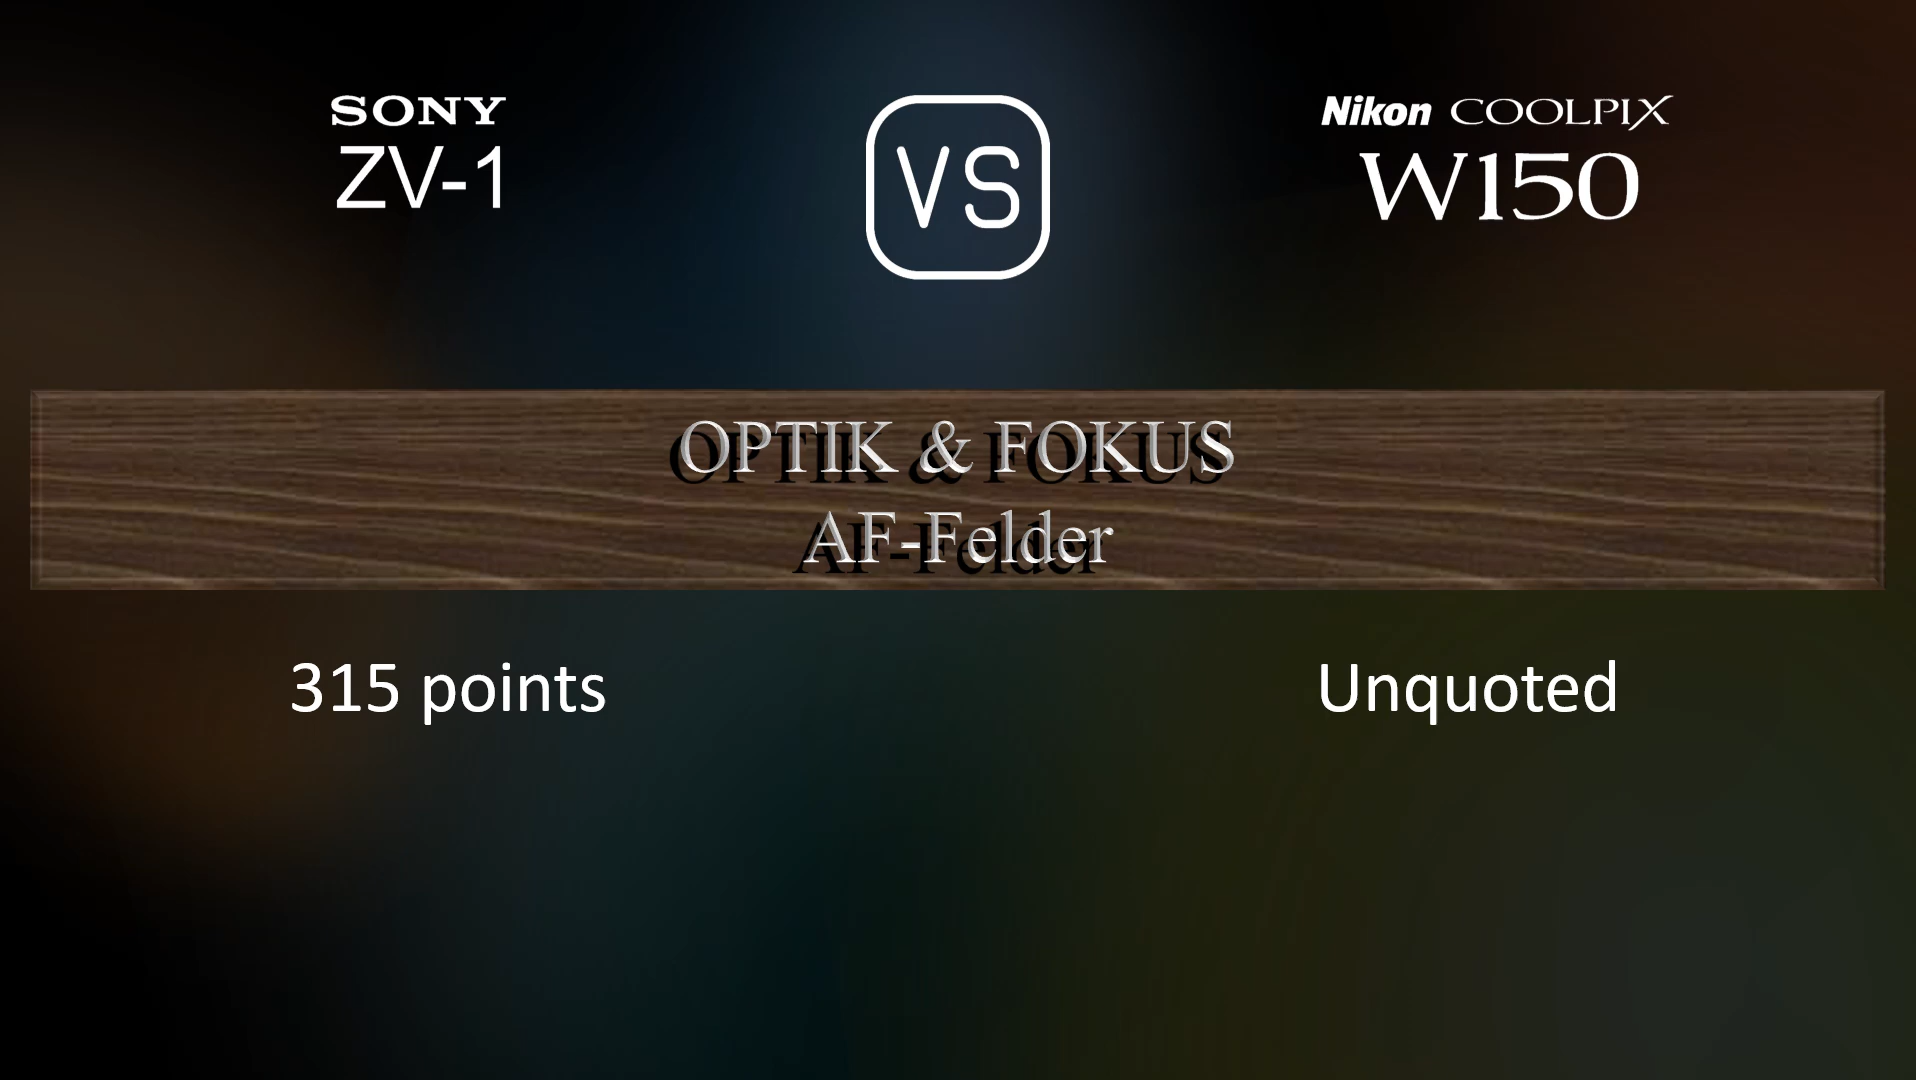 SONY
ZV-1
VS
Nikon COOLPIX
W150
OPTIK & FOKUS
AF-Felder
315 points
Unquoted